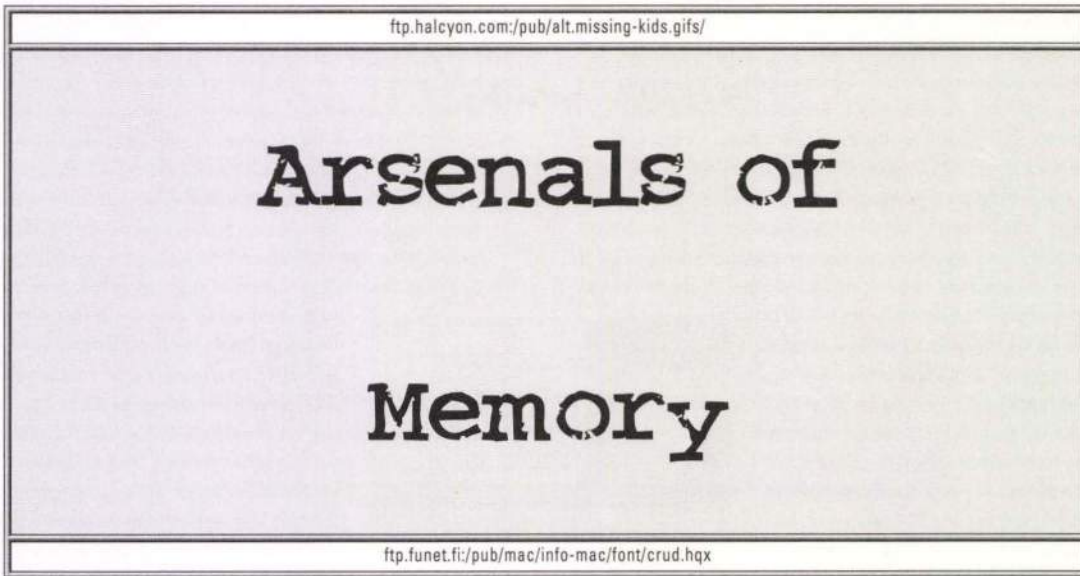 ftp.halcyon.com:/pub/alt.missing-kids.gifs/
Arsenals of
Memory
ftp.funet.fi:/pub/mac/info-mac/font/crud.hqx